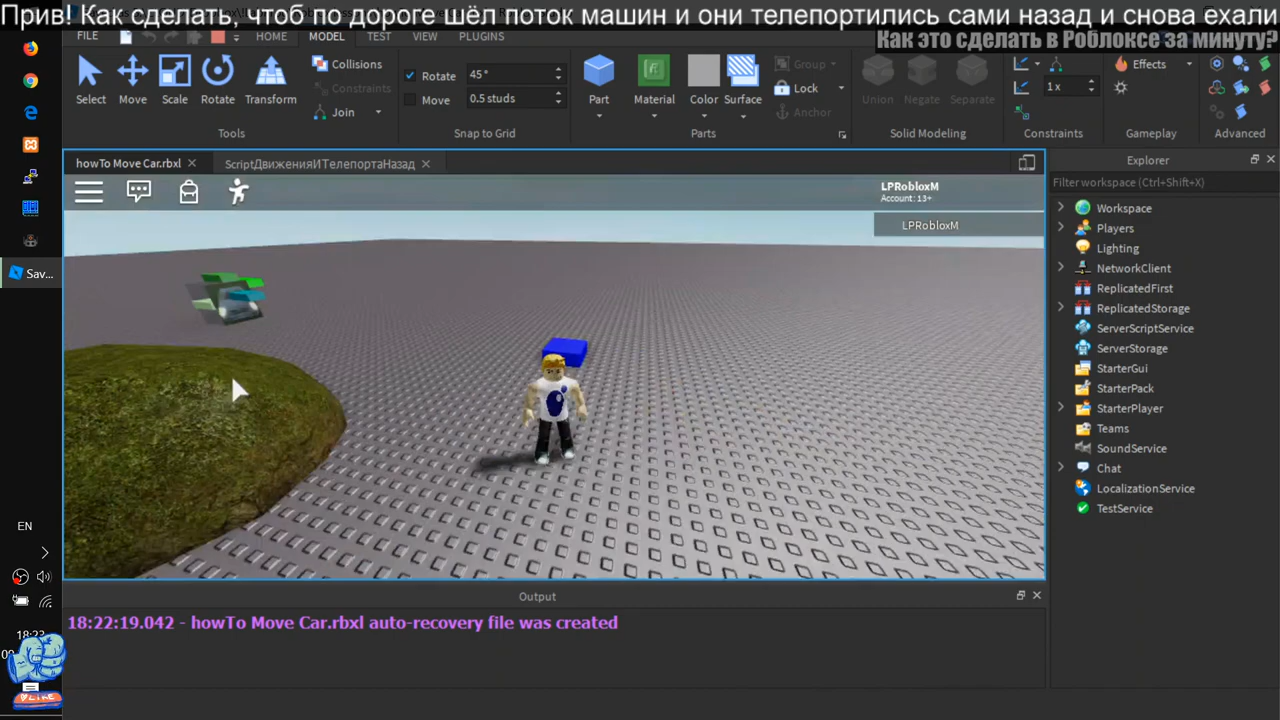 Прив! Как сделать, чтоб по дороге шёл поток машин и они телепортились сами назад и снова ехали
Как это сделать в Роблоксе за минуту?
FILE
HOME
MODEL
TEST
VIEW
PLUGINS
Select
Move
Scale
Rotate
Transform
Tools
Collisions
Constraints
Join
Rotate
45°
Move
0.5 studs
Snap to Grid
Part
Material
Color
Surface
Parts
Group
Lock
Anchor
Union
Negate
Separate
Solid Modeling
1 x
Constraints
Effects
Gameplay
Advanced
howTo Move Car.rbxl
СкриптДвиженияИТелепортаНазад
LPRobloxM
Account: 13+
LPRobloxM
Explorer
Filter workspace (Ctrl+Shift+X)
Workspace
Players
Lighting
NetworkClient
ReplicatedFirst
ReplicatedStorage
ServerScriptService
ServerStorage
StarterGui
StarterPack
StarterPlayer
Teams
SoundService
Chat
LocalizationService
TestService
Sav...
EN
Output
18:22:19.042 - howTo Move Car.rbxl auto-recovery file was created
LIKE